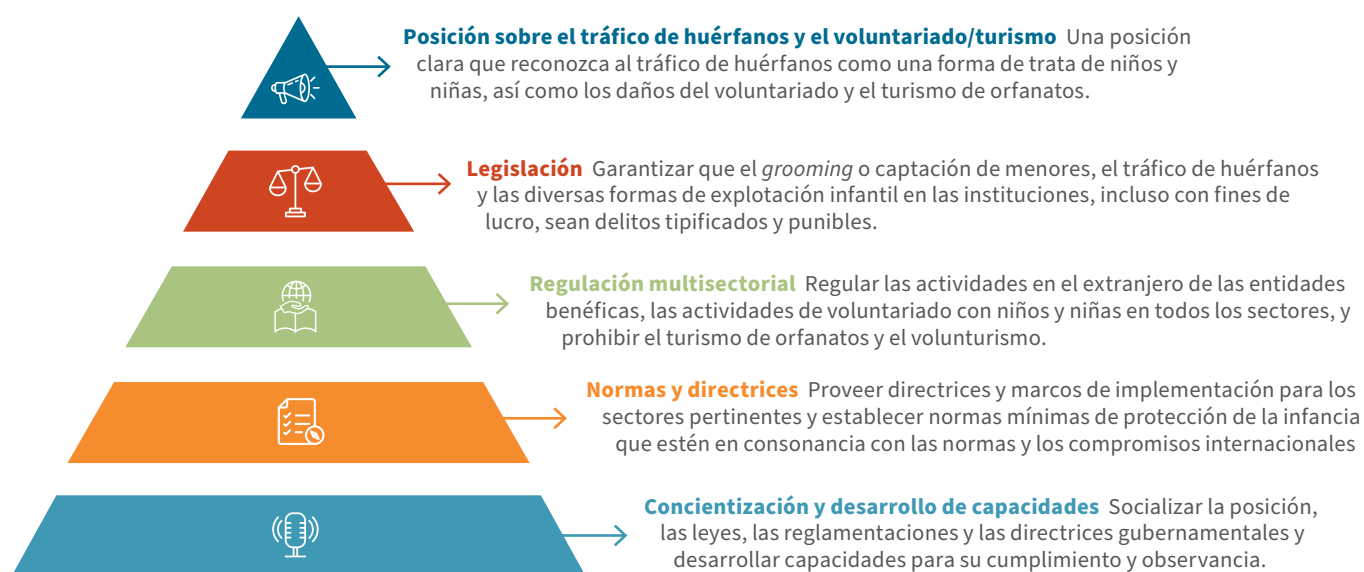 Posición sobre el tráfico de huérfanos y el voluntariado/turismo Una posición
clara que reconozca al tráfico de huérfanos como una forma de trata de niños y
niñas, así como los daños del voluntariado y el turismo de orfanatos.
Legislación Garantizar que el grooming o captación de menores, el tráfico de huérfanos
y las diversas formas de explotación infantil en las instituciones, incluso con fines de
lucro, sean delitos tipificados y punibles.
Regulación multisectorial Regular las actividades en el extranjero de las entidades
benéficas, las actividades de voluntariado con niños y niñas en todos los sectores, y
prohibir el turismo de orfanatos y el volunturismo.
Normas y directrices Proveer directrices y marcos de implementación para los
sectores pertinentes y establecer normas mínimas de protección de la infancia
que estén en consonancia con las normas y los compromisos internacionales
Concientización y desarrollo de capacidades Socializar la posición,
las leyes, las reglamentaciones y las directrices gubernamentales y
desarrollar capacidades para su cumplimiento y observancia.